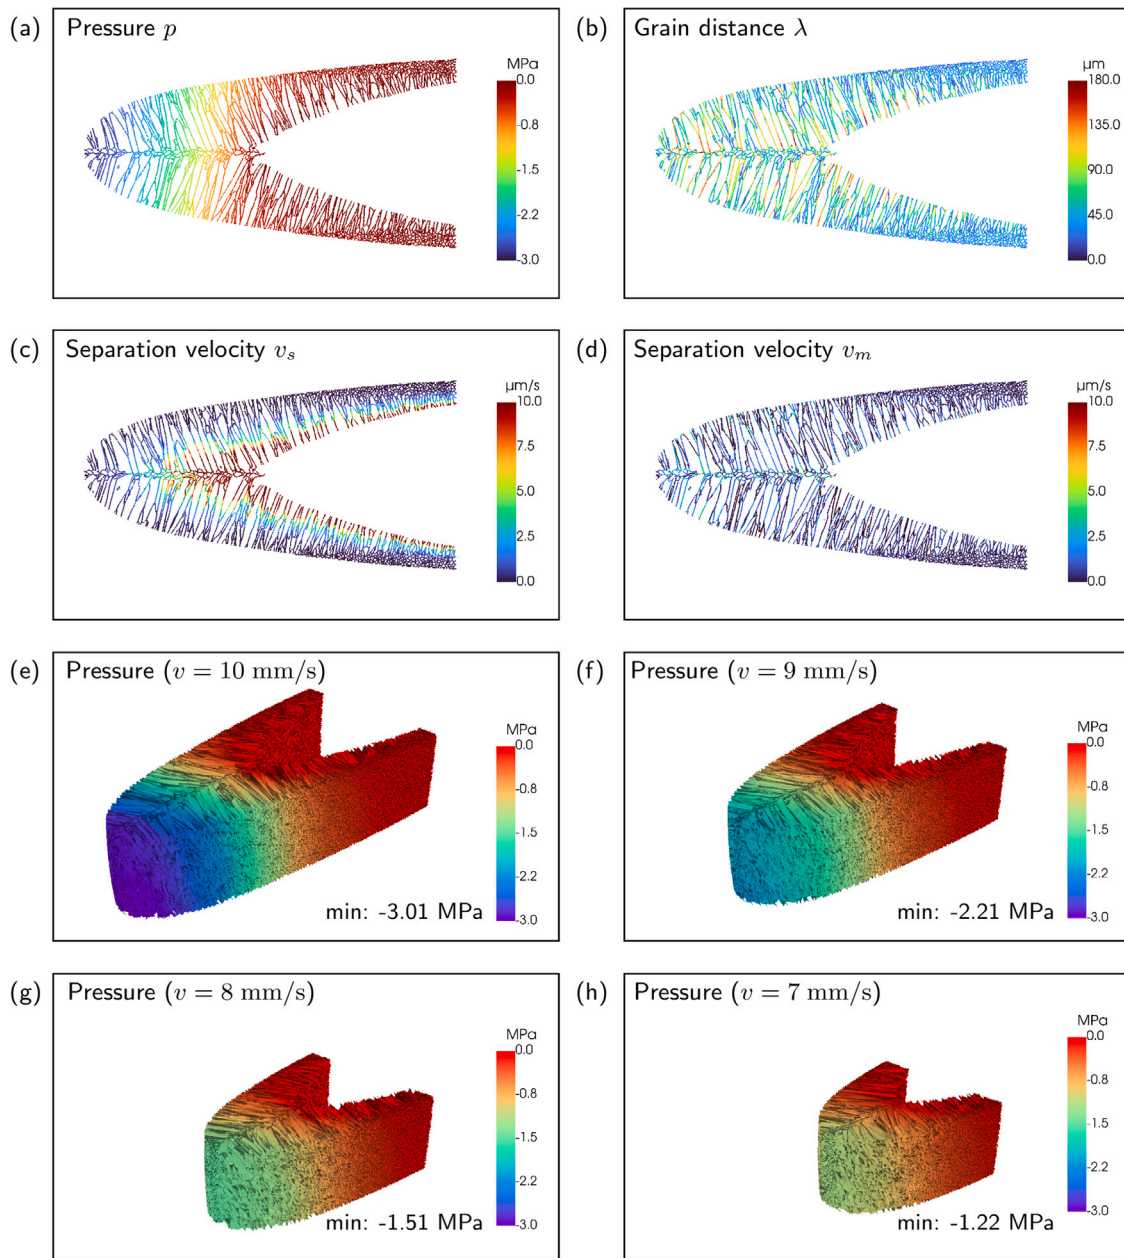 (a) Pressure p
MPa
0.0
-0.8
-1.5
-2.2
-3.0
(b) Grain distance λ
µm
180.0
135.0
90.0
45.0
0.0
(c) Separation velocity v_s
µm/s
10.0
7.5
5.0
2.5
0.0
(d) Separation velocity v_m
µm/s
10.0
7.5
5.0
2.5
0.0
(e) Pressure (v = 10 mm/s)
MPa
0.0
-0.8
-1.5
-2.2
-3.0
min: -3.01 MPa
(f) Pressure (v = 9 mm/s)
MPa
0.0
-0.8
-1.5
-2.2
-3.0
min: -2.21 MPa
(g) Pressure (v = 8 mm/s)
MPa
0.0
-0.8
-1.5
-2.2
-3.0
min: -1.51 MPa
(h) Pressure (v = 7 mm/s)
MPa
0.0
-0.8
-1.5
-2.2
-3.0
min: -1.22 MPa